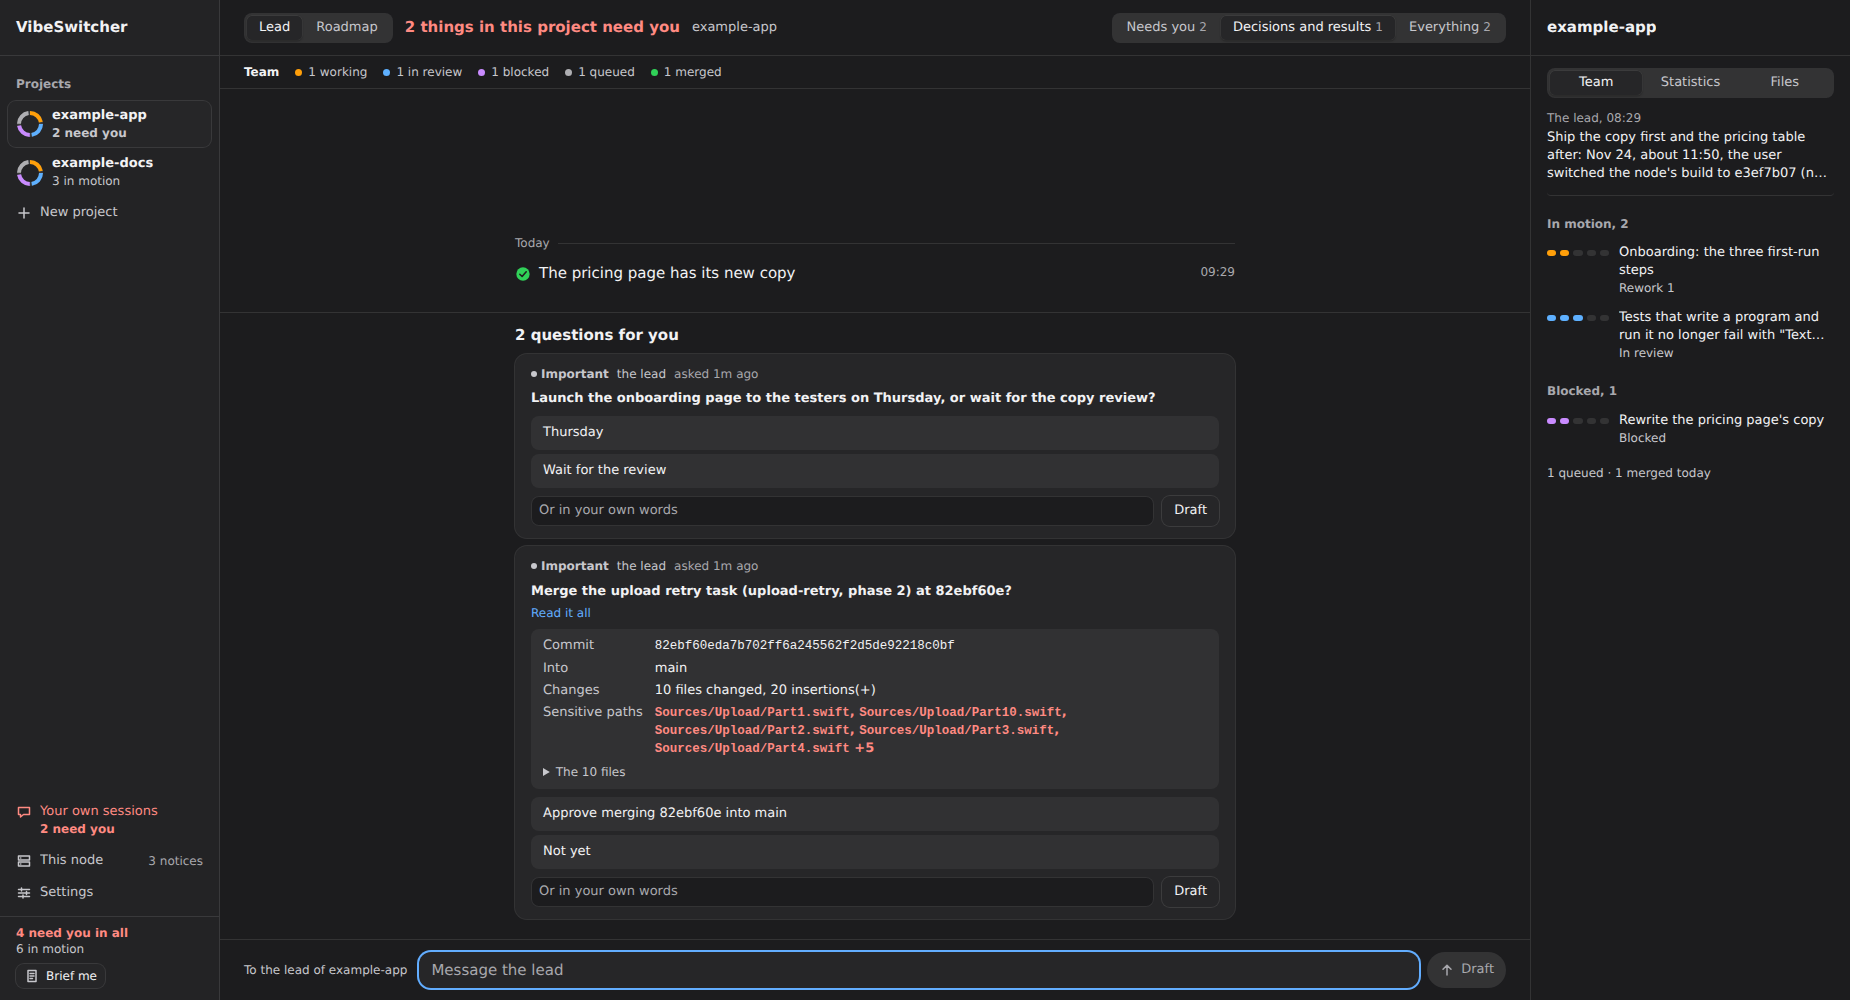 VibeSwitcher
Projects
example-app
2 need you
example-docs
3 in motion
New project
Your own sessions
2 need you
This node 3 notices
Settings
4 need you in all
6 in motion
Brief me
Lead Roadmap 2 things in this project need you example-app Needs you 2 Decisions and results 1 Everything 2
Team 1 working 1 in review 1 blocked 1 queued 1 merged
Today
The pricing page has its new copy 09:29
2 questions for you
Important the lead asked 1m ago
Launch the onboarding page to the testers on Thursday, or wait for the copy review?
Thursday
Wait for the review
Or in your own words Draft
Important the lead asked 1m ago
Merge the upload retry task (upload-retry, phase 2) at 82ebf60e?
Read it all
Commit 82ebf60eda7b702ff6a245562f2d5de92218c0bf
Into main
Changes 10 files changed, 20 insertions(+)
Sensitive paths Sources/Upload/Part1.swift, Sources/Upload/Part10.swift,
Sources/Upload/Part2.swift, Sources/Upload/Part3.swift,
Sources/Upload/Part4.swift +5
The 10 files
Approve merging 82ebf60e into main
Not yet
Or in your own words Draft
To the lead of example-app Message the lead Draft
example-app
Team Statistics Files
The lead, 08:29
Ship the copy first and the pricing table
after: Nov 24, about 11:50, the user
switched the node's build to e3ef7b07 (n…
In motion, 2
Onboarding: the three first-run
steps
Rework 1
Tests that write a program and
run it no longer fail with "Text…
In review
Blocked, 1
Rewrite the pricing page's copy
Blocked
1 queued · 1 merged today